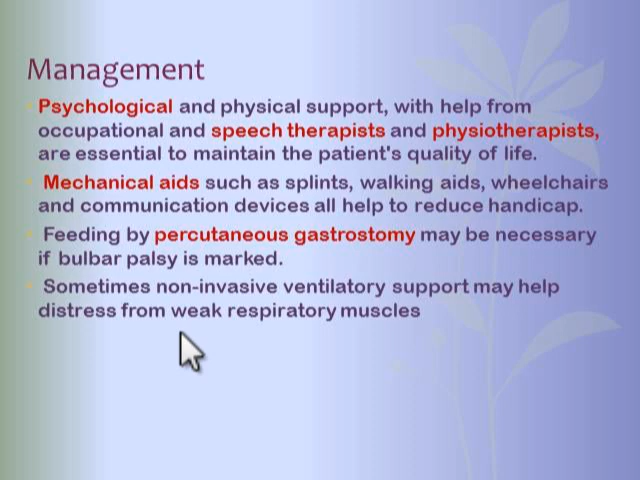 Management
Psychological and physical support, with help from
occupational and speech therapists and physiotherapists,
are essential to maintain the patient's quality of life.
Mechanical aids such as splints, walking aids, wheelchairs
and communication devices all help to reduce handicap.
Feeding by percutaneous gastrostomy may be necessary
if bulbar palsy is marked.
Sometimes non-invasive ventilatory support may help
distress from weak respiratory muscles